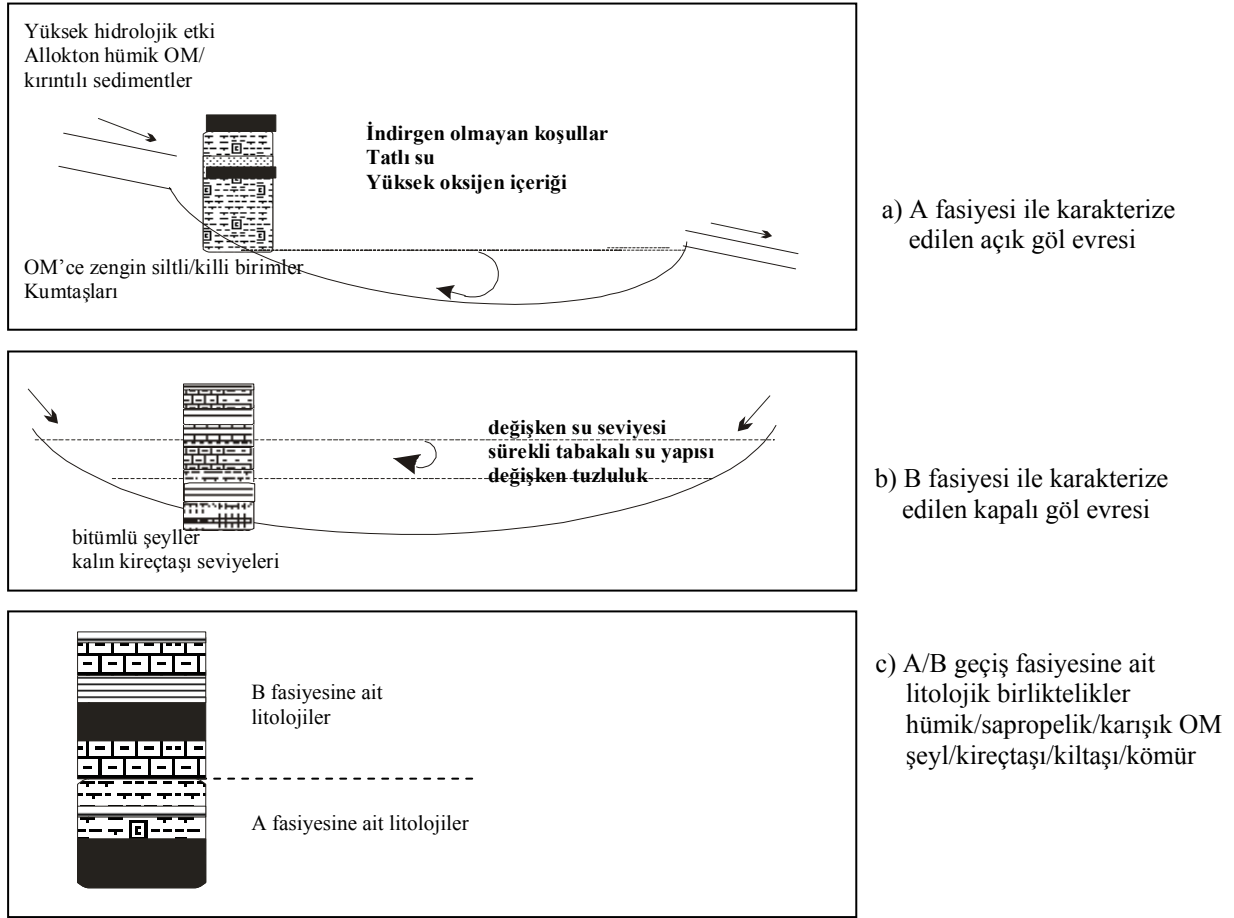 Yüksek hidrolojik etki
Allokton hümik OM/
kırıntılı sedimentler
İndirgen olmayan koşullar
Tatlı su
Yüksek oksijen içeriği
OM’ce zengin siltli/killi birimler
Kumtaşları
a) A fasiyesi ile karakterize
edilen açık göl evresi
değişken su seviyesi
sürekli tabakalı su yapısı
değişken tuzluluk
bitümlü şeyller
kalın kireçtaşı seviyeleri
b) B fasiyesi ile karakterize
edilen kapalı göl evresi
B fasiyesine ait
litolojiler
A fasiyesine ait litolojiler
c) A/B geçiş fasiyesine ait
litolojik birliktelikler
hümik/sapropelik/karışık OM
şeyl/kireçtaşı/kiltaşı/kömür